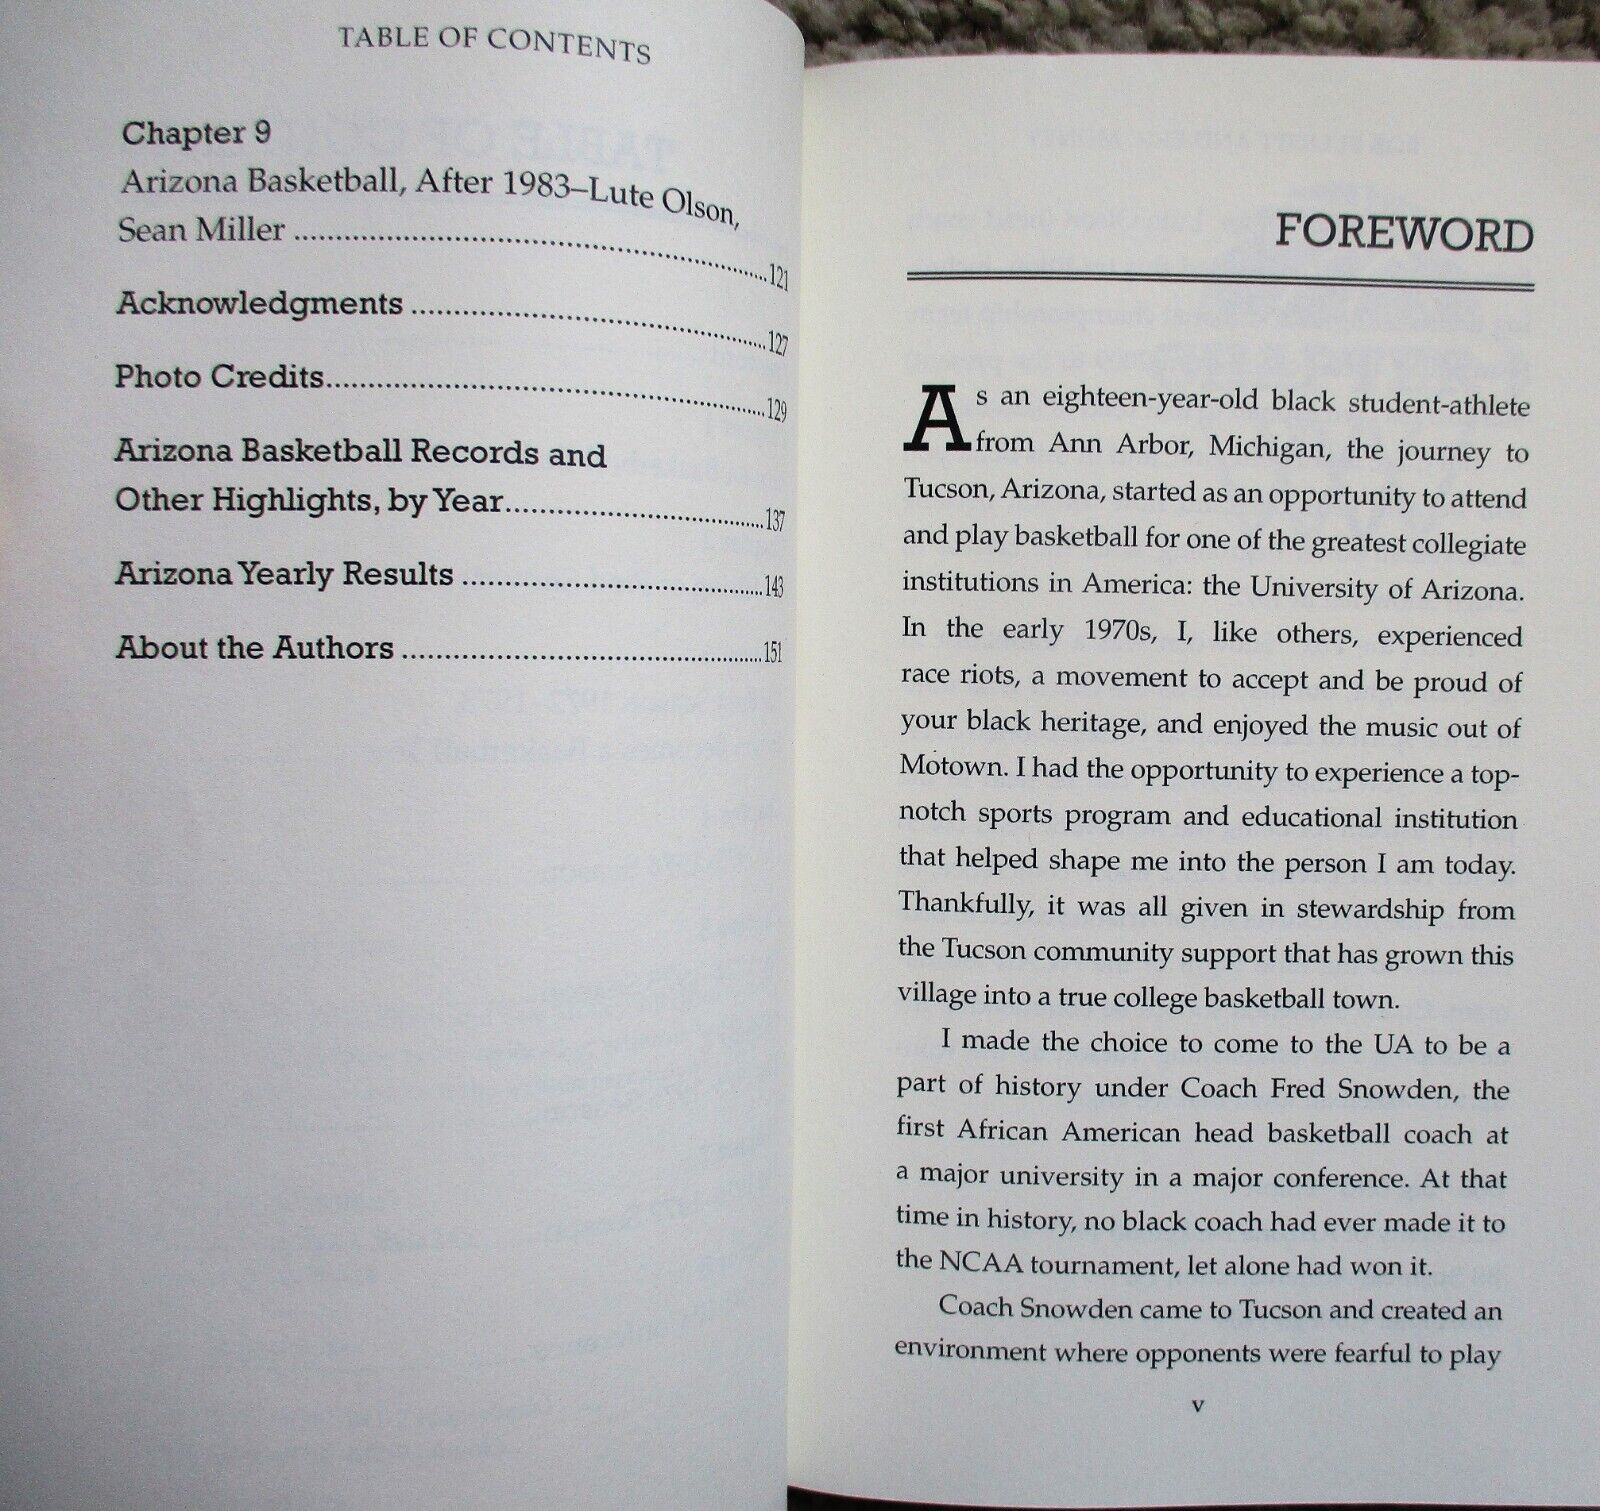 TABLE OF CONTENTS
Chapter 9
Arizona Basketball, After 1983–Lute Olson,
Sean Miller ........................................................................121
Acknowledgments ......................................................127
Photo Credits................................................................129
Arizona Basketball Records and
Other Highlights, by Year......................................137
Arizona Yearly Results .............................................143
About the Authors .....................................................151
FOREWORD
As an eighteen-year-old black student-athlete
from Ann Arbor, Michigan, the journey to
Tucson, Arizona, started as an opportunity to attend
and play basketball for one of the greatest collegiate
institutions in America: the University of Arizona.
In the early 1970s, I, like others, experienced
race riots, a movement to accept and be proud of
your black heritage, and enjoyed the music out of
Motown. I had the opportunity to experience a top-
notch sports program and educational institution
that helped shape me into the person I am today.
Thankfully, it was all given in stewardship from
the Tucson community support that has grown this
village into a true college basketball town.
I made the choice to come to the UA to be a
part of history under Coach Fred Snowden, the
first African American head basketball coach at
a major university in a major conference. At that
time in history, no black coach had ever made it to
the NCAA tournament, let alone had won it.
Coach Snowden came to Tucson and created an
environment where opponents were fearful to play
v